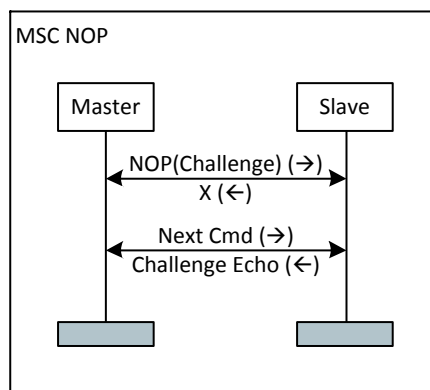 MSC NOP
Master
Slave
NOP(Challenge) (→)
X (←)
Next Cmd (→)
Challenge Echo (←)